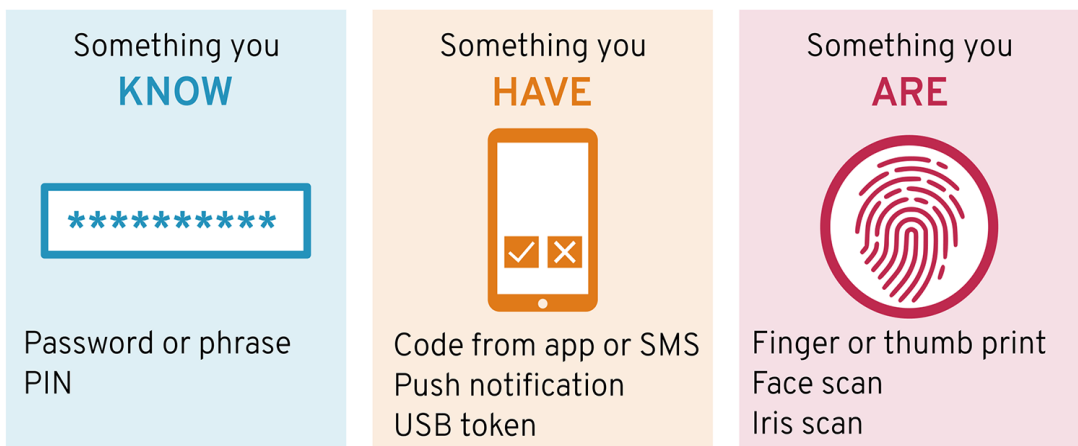 Something you
KNOW
**********
Password or phrase
PIN
Something you
HAVE
Code from app or SMS
Push notification
USB token
Something you
ARE
Finger or thumb print
Face scan
Iris scan